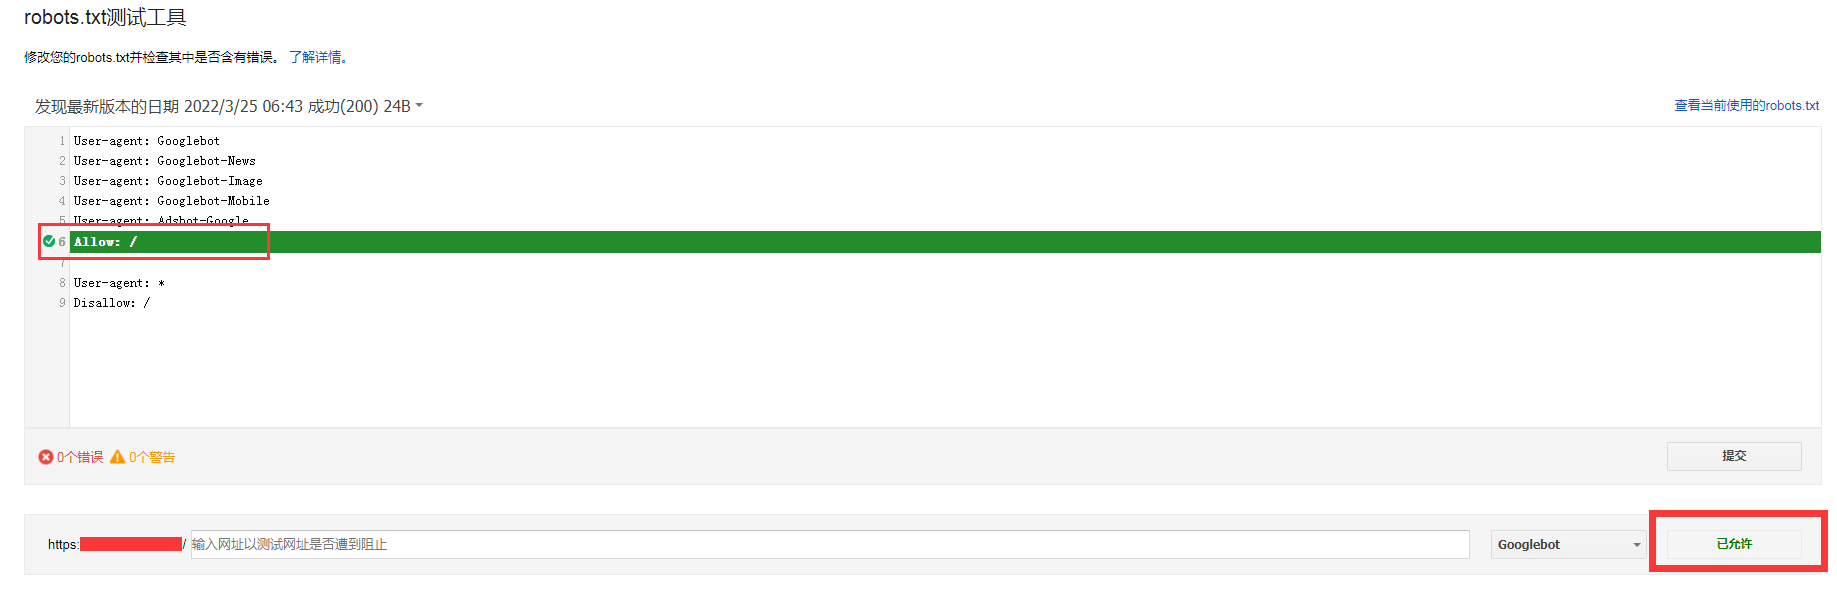 robots.txt测试工具
修改您的robots.txt并检查其中是否含有错误。 了解详情。
发现最新版本的日期 2022/3/25 06:43 成功(200) 24B
查看当前使用的robots.txt
1 User-agent: Googlebot
2 User-agent: Googlebot-News
3 User-agent: Googlebot-Image
4 User-agent: Googlebot-Mobile
5 User-agent: Adsbot-Google
6 Allow: /
7
8 User-agent: *
9 Disallow: /
0个错误 0个警告
提交
https: / 输入网址以测试网址是否遭到阻止 Googlebot 已允许